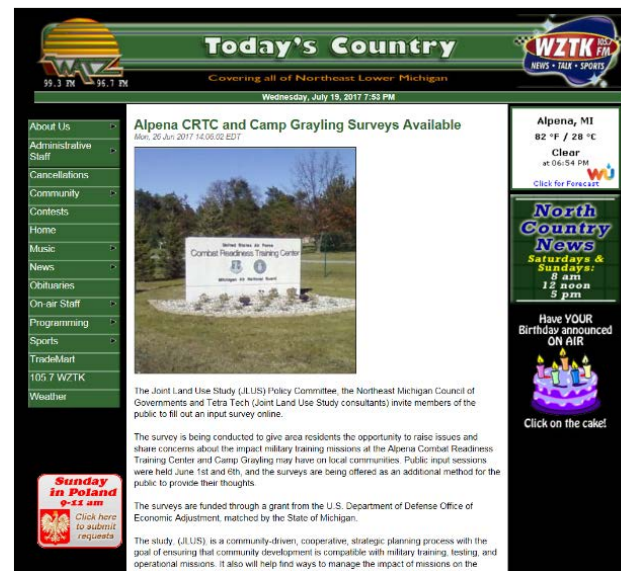 WATZ
99.3 FM 96.7 FM
Today's Country
Covering all of Northeast Lower Michigan
WZTK 105.7 FM
NEWS • TALK • SPORTS
Wednesday, July 19, 2017 7:53 PM
About Us
Administrative
Staff
Cancellations
Community
Contests
Home
Music
News
Obituaries
On-air Staff
Programming
Sports
TradeMart
105.7 WZTK
Weather
Sunday
in Poland
9-11 am
Click here
to submit
requests
Alpena CRTC and Camp Grayling Surveys Available
Mon, 26 Jun 2017 14:06:02 EDT
United States Air Force
Combat Readiness Training Center
Michigan Air National Guard
The Joint Land Use Study (JLUS) Policy Committee, the Northeast Michigan Council of
Governments and Tetra Tech (Joint Land Use Study consultants) invite members of the
public to fill out an input survey online.
The survey is being conducted to give area residents the opportunity to raise issues and
share concerns about the impact military training missions at the Alpena Combat Readiness
Training Center and Camp Grayling may have on local communities. Public input sessions
were held June 1st and 6th, and the surveys are being offered as an additional method for the
public to provide their thoughts.
The surveys are funded through a grant from the U.S. Department of Defense Office of
Economic Adjustment, matched by the State of Michigan.
The study, (JLUS), is a community-driven, cooperative, strategic planning process with the
goal of ensuring that community development is compatible with military training, testing, and
operational missions. It also will help find ways to manage the impact of missions on the
Alpena, MI
82 °F / 28 °C
Clear
at 06:54 PM
WU
Click for Forecast
North
Country
News
Saturdays &
Sundays:
8 am
12 noon
5 pm
Have YOUR
Birthday announced
ON AIR
Click on the cake!